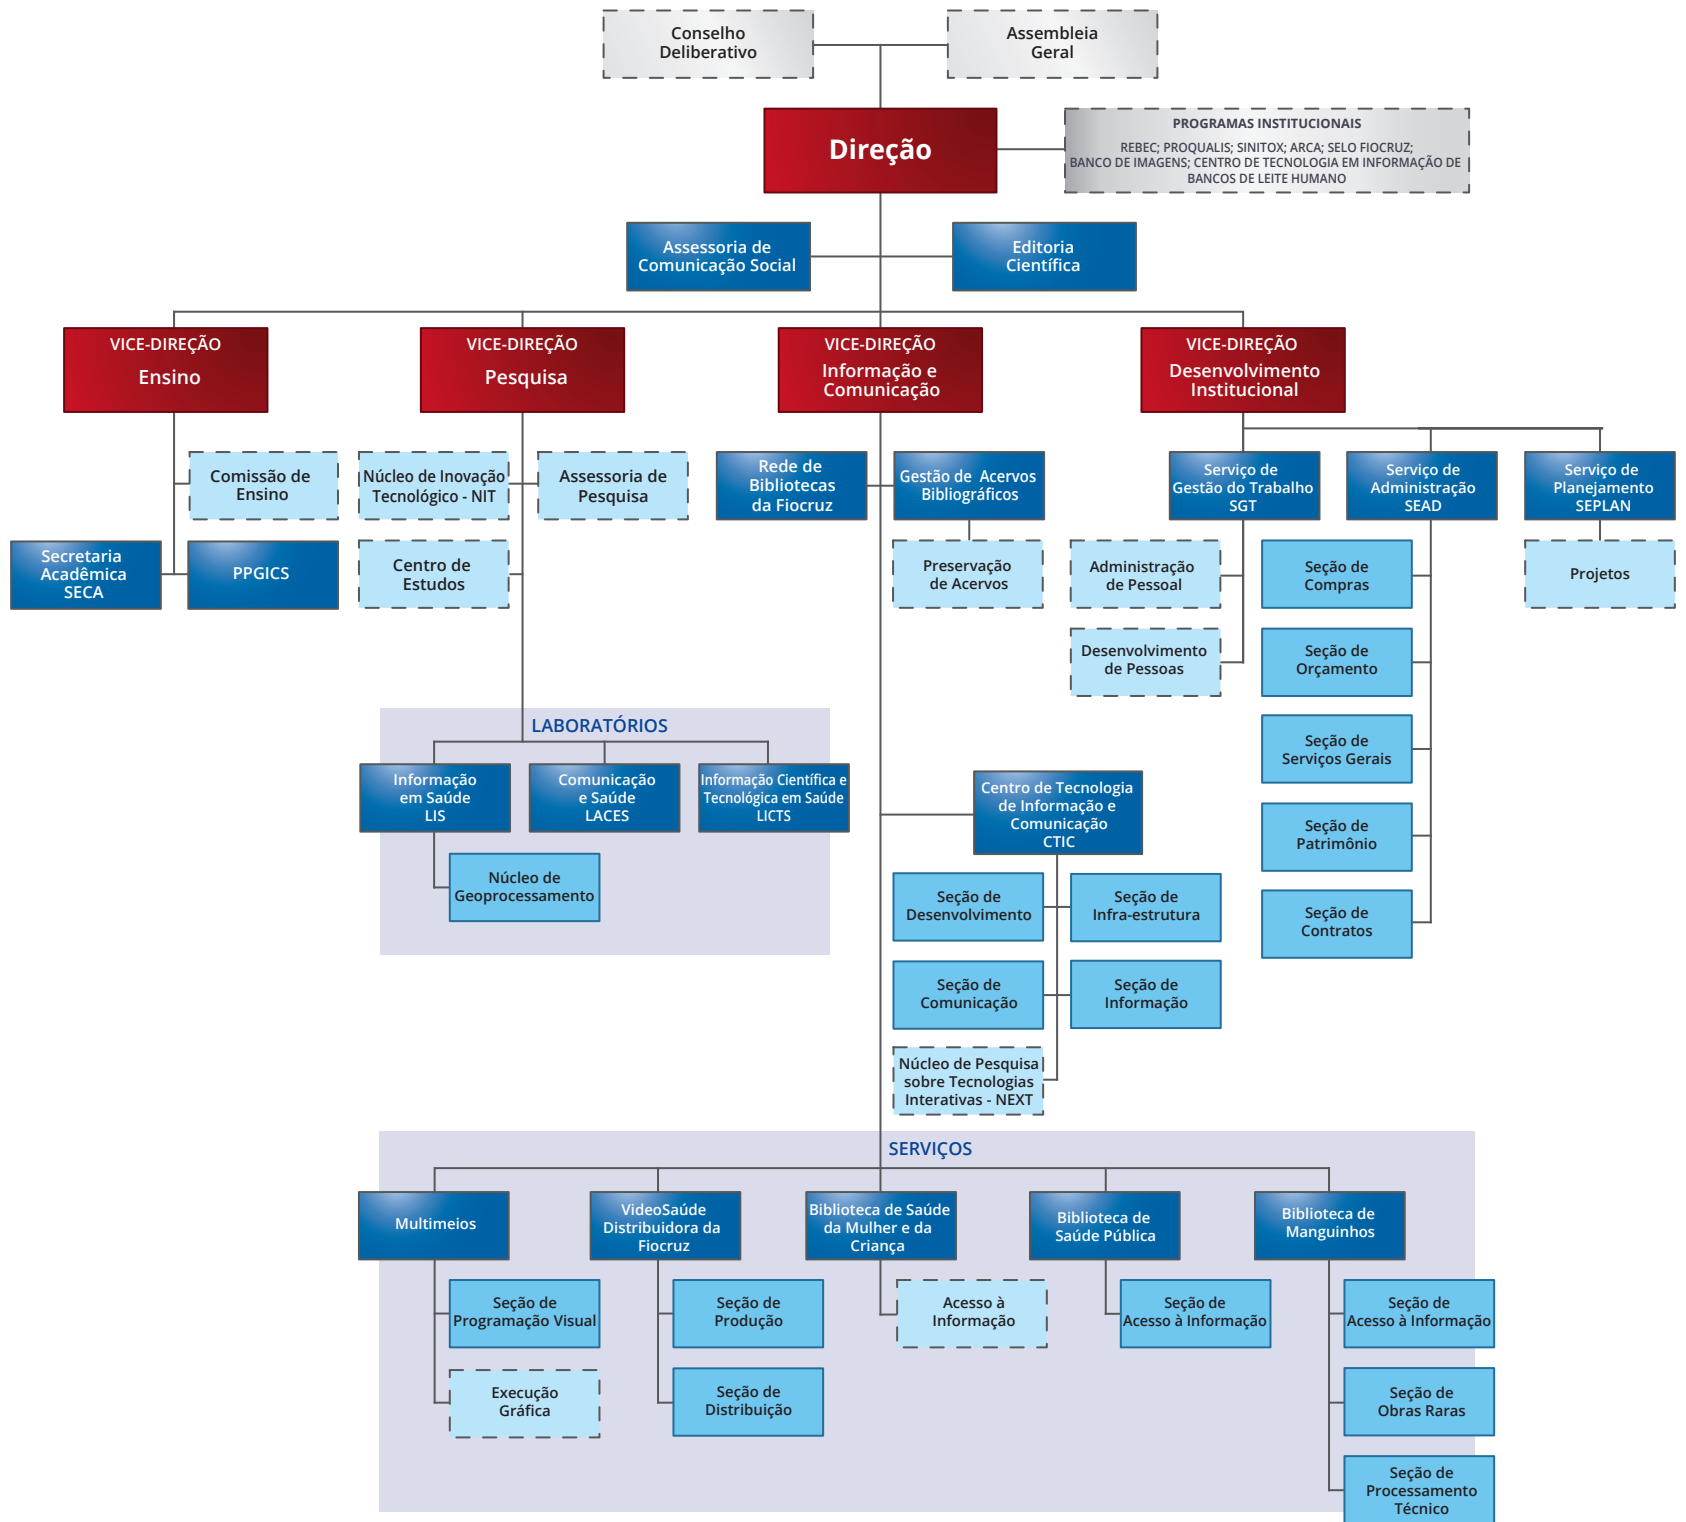 Conselho
Deliberativo
Assembleia
Geral
Direção
PROGRAMAS INSTITUCIONAIS
REBEC; PROQUALIS; SINITOX; ARCA; SELO FIOCRUZ;
BANCO DE IMAGENS; CENTRO DE TECNOLOGIA EM INFORMAÇÃO DE
BANCOS DE LEITE HUMANO
Assessoria de
Comunicação Social
Editoria
Científica
VICE-DIREÇÃO
Ensino
VICE-DIREÇÃO
Pesquisa
VICE-DIREÇÃO
Informação e
Comunicação
VICE-DIREÇÃO
Desenvolvimento
Institucional
Comissão de
Ensino
Núcleo de Inovação
Tecnológico - NIT
Assessoria de
Pesquisa
Rede de
Bibliotecas
da Fiocruz
Gestão de Acervos
Bibliográficos
Serviço de
Gestão do Trabalho
SGT
Serviço de
Administração
SEAD
Serviço de
Planejamento
SEPLAN
Secretaria
Acadêmica
SECA
PPGICS
Centro de
Estudos
Preservação
de Acervos
Administração
de Pessoal
Seção de
Compras
Projetos
Desenvolvimento
de Pessoas
Seção de
Orçamento
Seção de
Serviços Gerais
Seção de
Patrimônio
Seção de
Contratos
LABORATÓRIOS
Informação
em Saúde
LIS
Comunicação
e Saúde
LACES
Informação Científica e
Tecnológica em Saúde
LICTS
Núcleo de
Geoprocessamento
Centro de Tecnologia
de Informação e
Comunicação
CTIC
Seção de
Desenvolvimento
Seção de
Infra-estrutura
Seção de
Comunicação
Seção de
Informação
Núcleo de Pesquisa
sobre Tecnologias
Interativas - NEXT
SERVIÇOS
Multimeios
VideoSaúde
Distribuidora da
Fiocruz
Biblioteca de Saúde
da Mulher e da
Criança
Biblioteca de
Saúde Pública
Biblioteca de
Manguinhos
Seção de
Programação Visual
Seção de
Produção
Acesso à
Informação
Seção de
Acesso à Informação
Seção de
Acesso à Informação
Execução
Gráfica
Seção de
Distribuição
Seção de
Obras Raras
Seção de
Processamento
Técnico